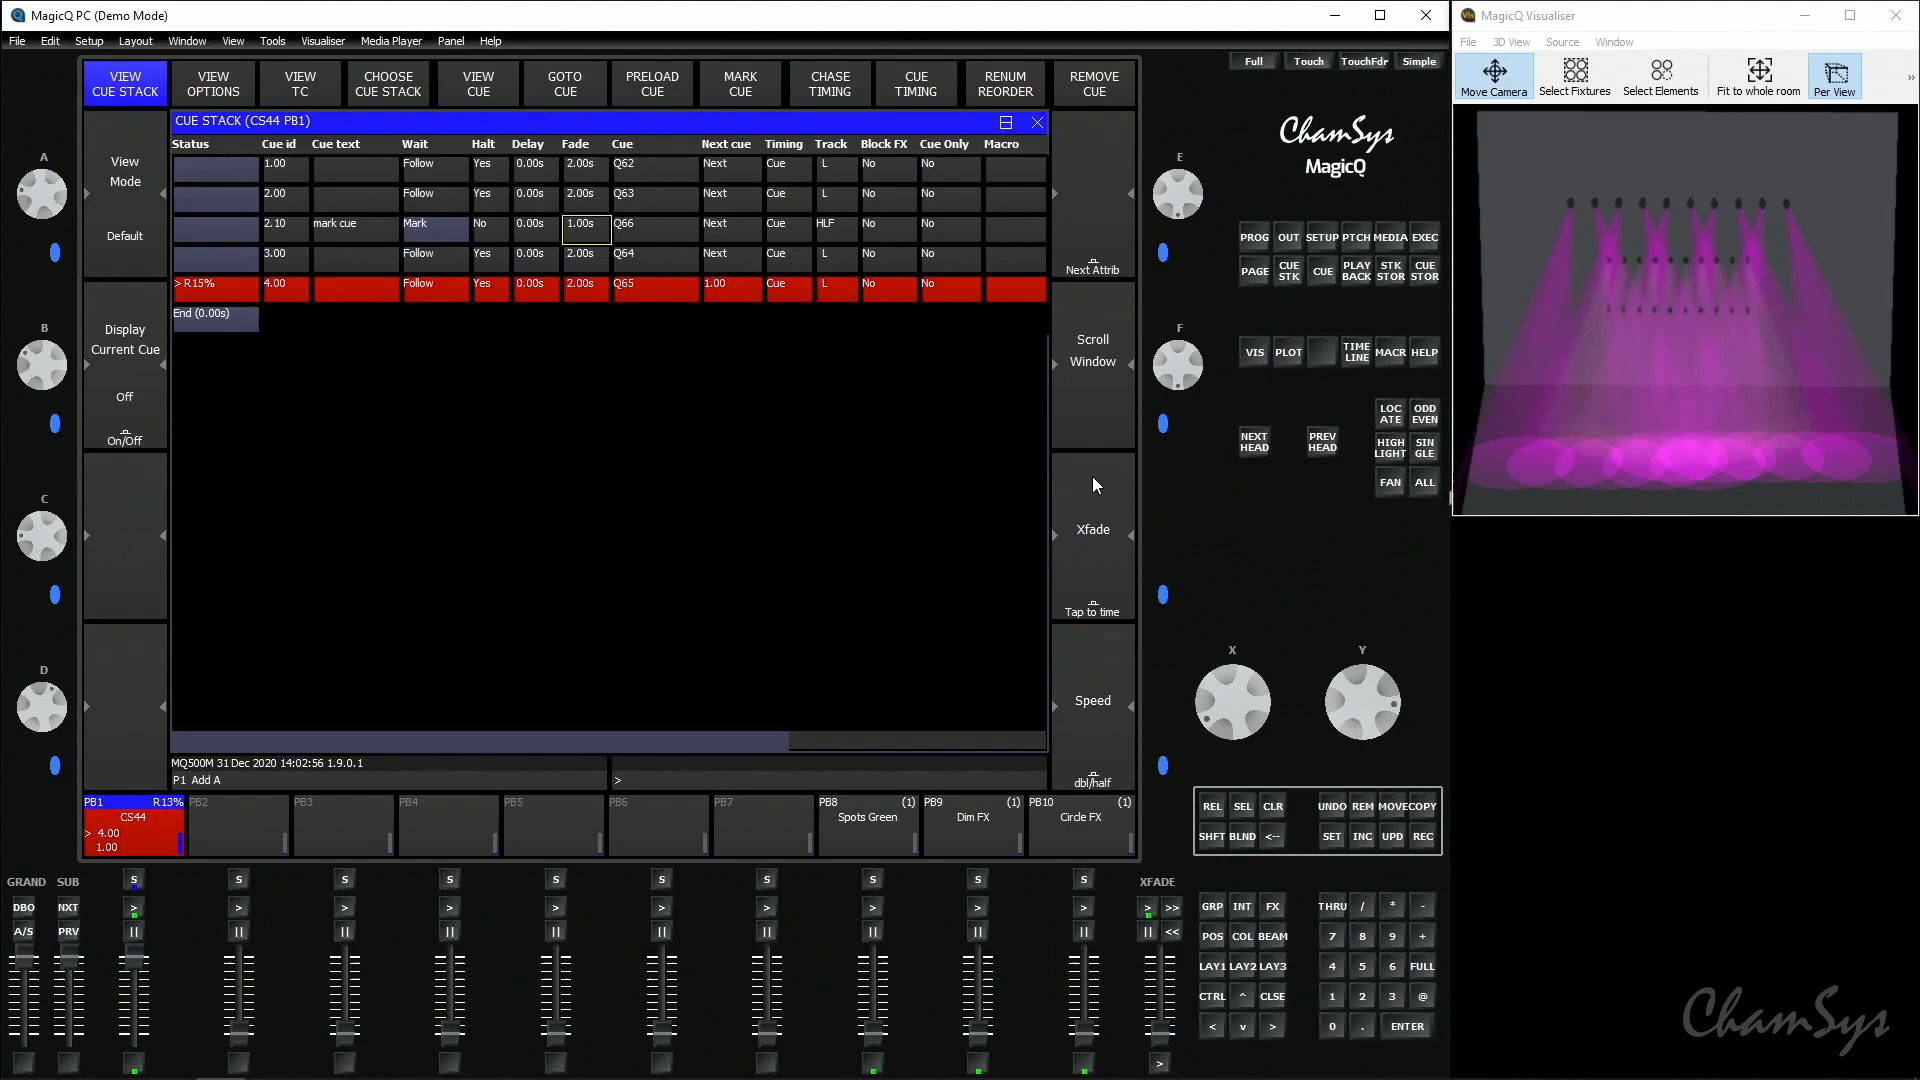 MagicQ PC (Demo Mode)
File Edit Setup Layout Window View Tools Visualiser Media Player Panel Help
VIEW CUE STACK
VIEW OPTIONS
VIEW TC
CHOOSE CUE STACK
VIEW CUE
GOTO CUE
PRELOAD CUE
MARK CUE
CHASE TIMING
CUE TIMING
RENUM REORDER
REMOVE CUE
Full Touch TouchFdr Simple
CUE STACK (CS44 PB1)
Status Cue id Cue text Wait Halt Delay Fade Cue Next cue Timing Track Block FX Cue Only Macro
1.00 Follow Yes 0.00s 2.00s Q62 Next Cue L No No
2.00 Follow Yes 0.00s 2.00s Q63 Next Cue L No No
2.10 mark cue Mark No 0.00s 1.00s Q66 Next Cue HLF No No
3.00 Follow Yes 0.00s 2.00s Q64 Next Cue L No No
> R15% 4.00 Follow Yes 0.00s 2.00s Q65 1.00 Cue L No No
End (0.00s)
A
View Mode
Default
B
Display Current Cue
Off
On/Off
C
D
Next Attrib
Scroll Window
Xfade
Tap to time
Speed
dbl/half
MQ500M 31 Dec 2020 14:02:56 1.9.0.1
P1 Add A
>
PB1 R13%
CS44
> 4.00
1.00
PB2
PB3
PB4
PB5
PB6
PB7
PB8 (1)
Spots Green
PB9 (1)
Dim FX
PB10 (1)
Circle FX
GRAND SUB
S S S S S S S S S S
XFADE
DBO NXT > > > > > > > > > > > >>
A/S PRV || || || || || || || || || || || <<
>
E
F
X
Y
ChamSys
MagicQ
PROG OUT SETUP PTCH MEDIA EXEC
PAGE CUE STK CUE PLAY BACK STK STOR CUE STOR
VIS PLOT TIME LINE MACR HELP
LOC ATE ODD EVEN
NEXT HEAD PREV HEAD HIGH LIGHT SIN GLE
FAN ALL
REL SEL CLR UNDO REM MOVE COPY
SHFT BLND <-- SET INC UPD REC
GRP INT FX THRU / * -
POS COL BEAM 7 8 9 +
LAY1 LAY2 LAY3 4 5 6 FULL
CTRL ^ CLSE 1 2 3 @
< v > 0 . ENTER
MagicQ Visualiser
Vis
File 3D View Source Window
Move Camera Select Fixtures Select Elements Fit to whole room Per View »
ChamSys